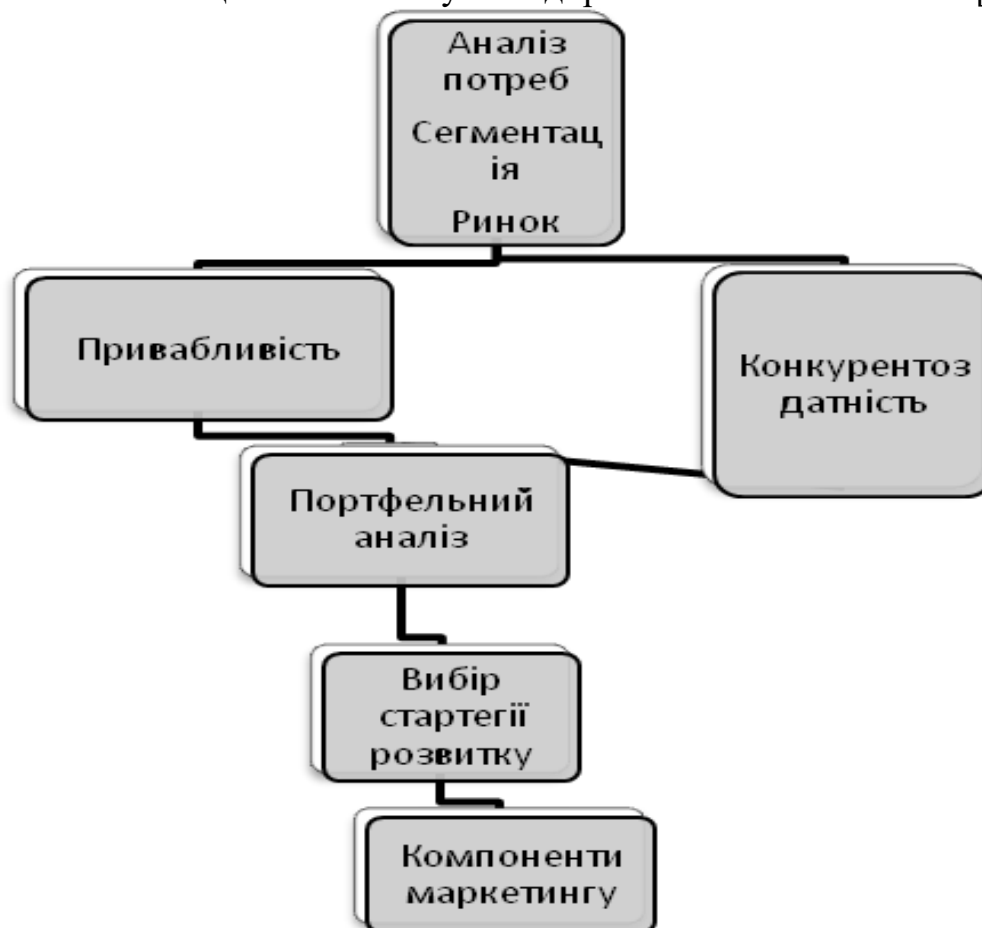 Аналіз
потреб
Сегментац
ія
Ринок
Привабливість
Конкурентоз
датність
Портфельний
аналіз
Вибір
стартегії
розвитку
Компоненти
маркетингу